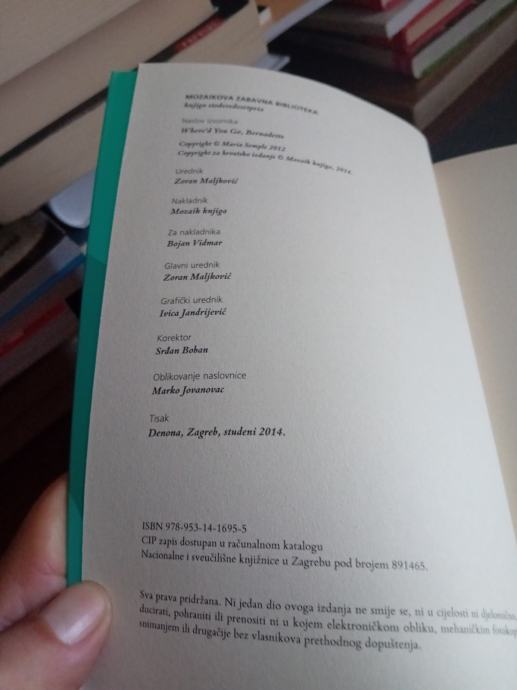 MOZAIKOVA ZABAVNA BIBLIOTEKA
knjiga
Naslov izvornika
Where'd You Go, Bernadette
Copyright © Maria Semple 2012
Copyright za hrvatsko izdanje © Mozaik knjiga, 2014.
Urednik
Zoran Maljković
Nakladnik
Mozaik knjiga
Za nakladnika
Bojan Vidmar
Glavni urednik
Zoran Maljković
Grafički urednik
Ivica Jandrijević
Korektor
Srđan Boban
Oblikovanje naslovnice
Marko Jovanovac
Tisak
Denona, Zagreb, studeni 2014.
ISBN 978-953-14-1695-5
CIP zapis dostupan u računalnom katalogu
Nacionalne i sveučilišne knjižnice u Zagrebu pod brojem 891465.
Sva prava pridržana. Ni jedan dio ovoga izdanja ne smije se, ni u cijelosti ni djelomično,
ducirati, pohraniti ili prenositi ni u kojem elektroničkom obliku, mehaničkim
snimanjem ili drugačije bez vlasnikova prethodnog dopuštenja.